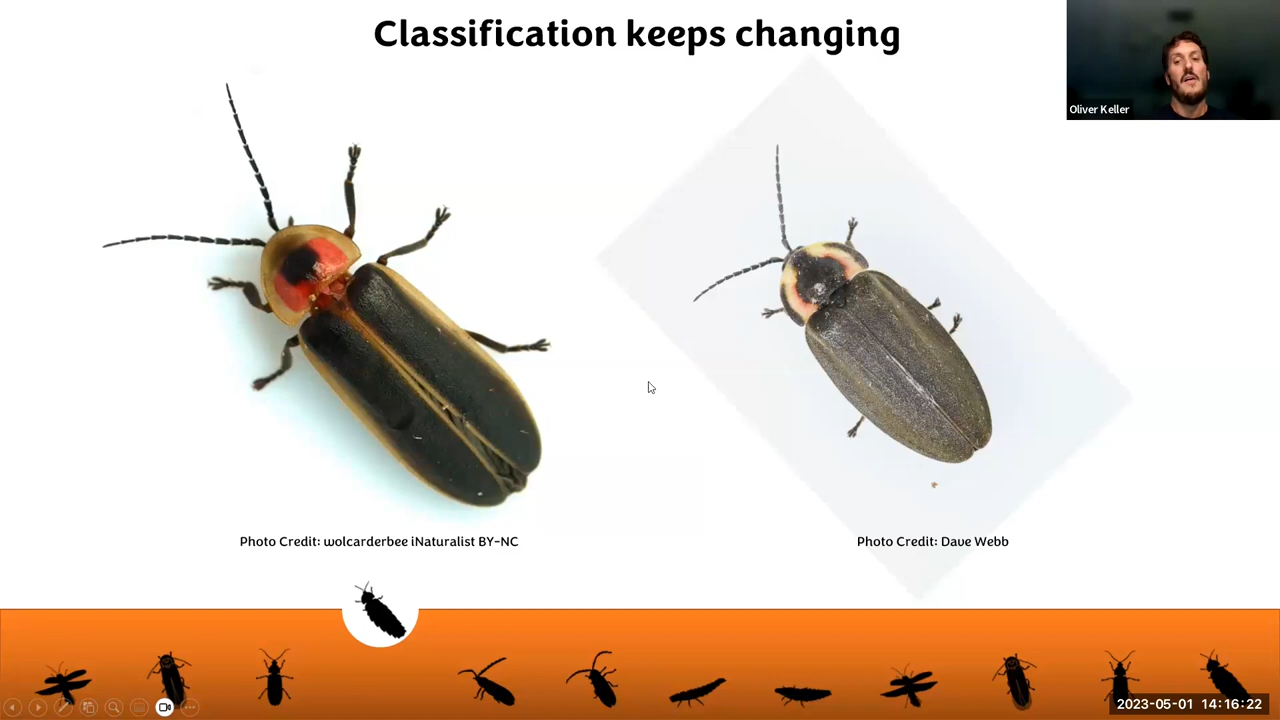 Classification keeps changing
Oliver Keller
Photo Credit: wolcarderbee iNaturalist BY-NC
Photo Credit: Dave Webb
2023-05-01 14:16:22